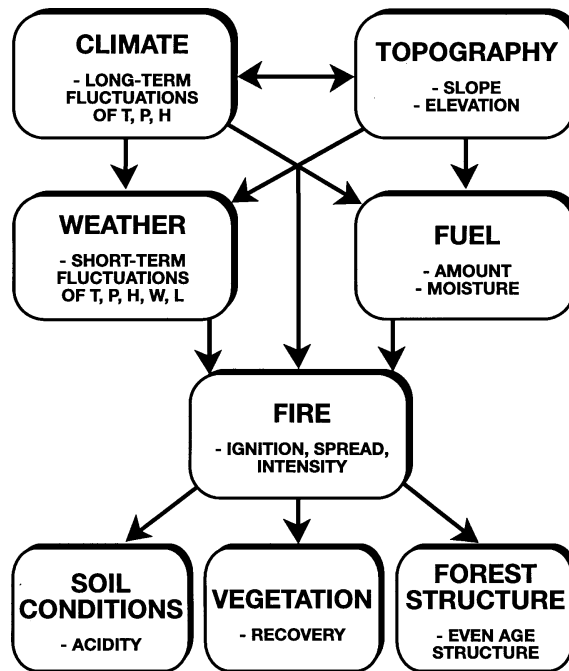 CLIMATE
- LONG-TERM
FLUCTUATIONS
OF T, P, H
TOPOGRAPHY
- SLOPE
- ELEVATION
WEATHER
- SHORT-TERM
FLUCTUATIONS
OF T, P, H, W, L
FUEL
- AMOUNT
- MOISTURE
FIRE
- IGNITION, SPREAD,
INTENSITY
SOIL
CONDITIONS
- ACIDITY
VEGETATION
- RECOVERY
FOREST
STRUCTURE
- EVEN AGE
STRUCTURE